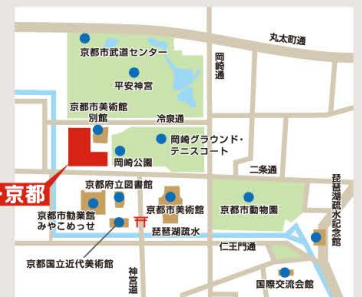 京都市武道センター
丸太町通
平安神宮
岡崎通
京都市美術館
別館
冷泉通
岡崎グラウンド・
テニスコート
岡崎公園
二条通
京都府立図書館
・京都
京都市勧業館
みやこめっせ
京都市美術館
京都市動物園
琵琶湖疏水記念館
琵琶湖疏水
仁王門通
京都国立近代美術館
神宮道
国際交流会館